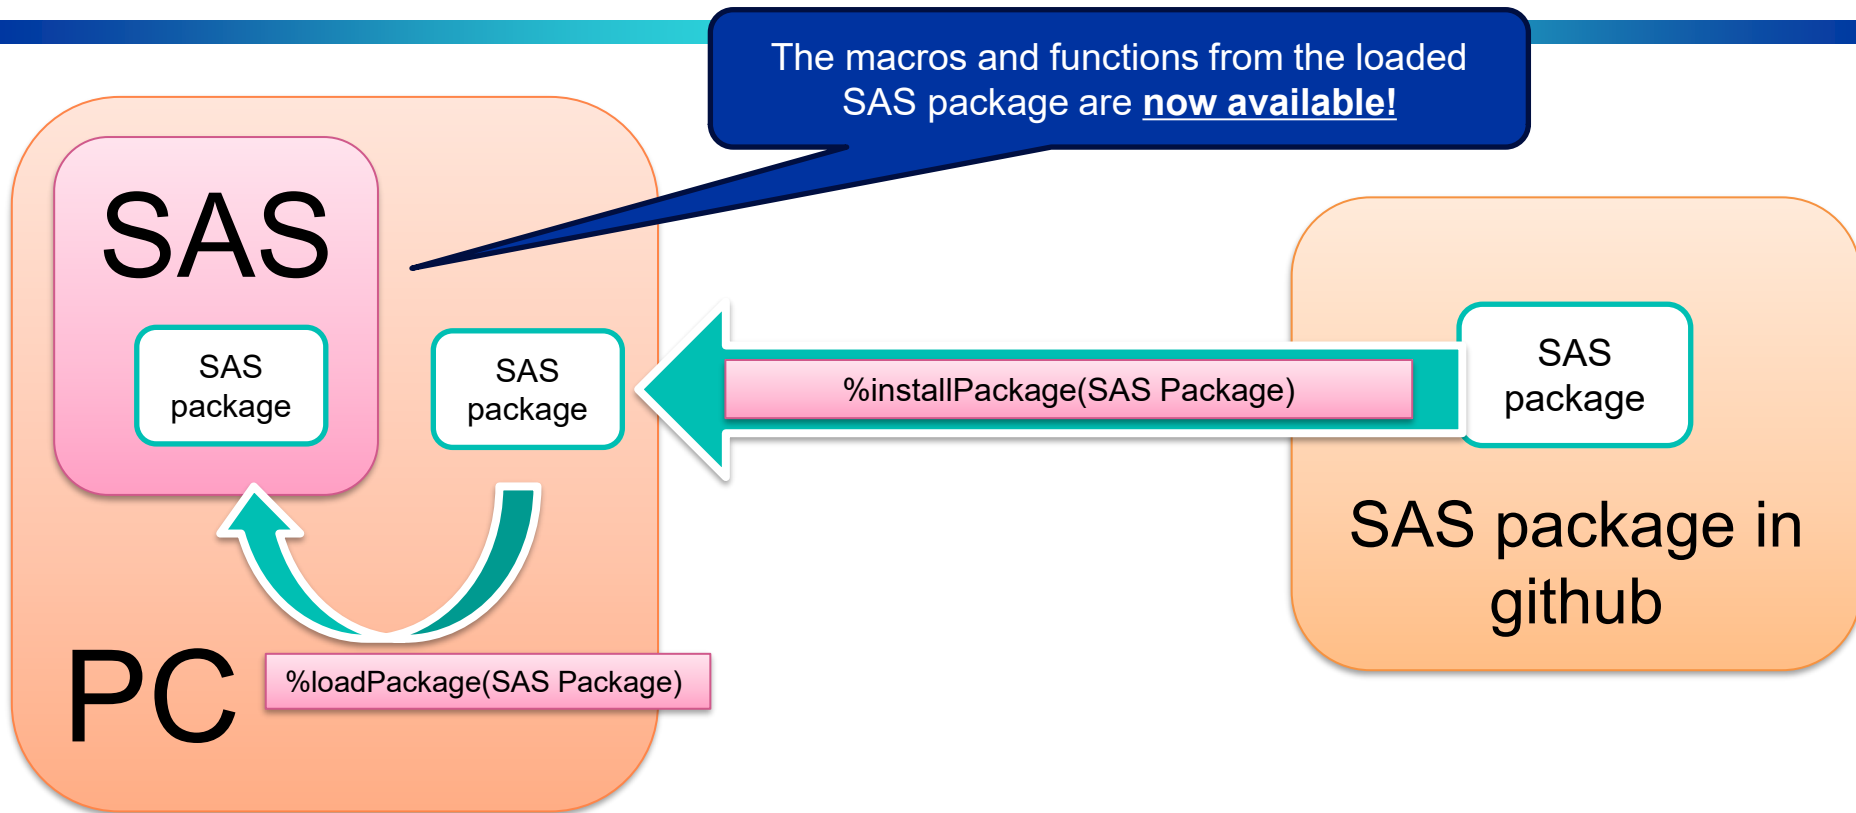 The macros and functions from the loaded
SAS package are now available!
SAS
SAS
package
SAS
package
%installPackage(SAS Package)
SAS
package
SAS package in
github
PC
%loadPackage(SAS Package)